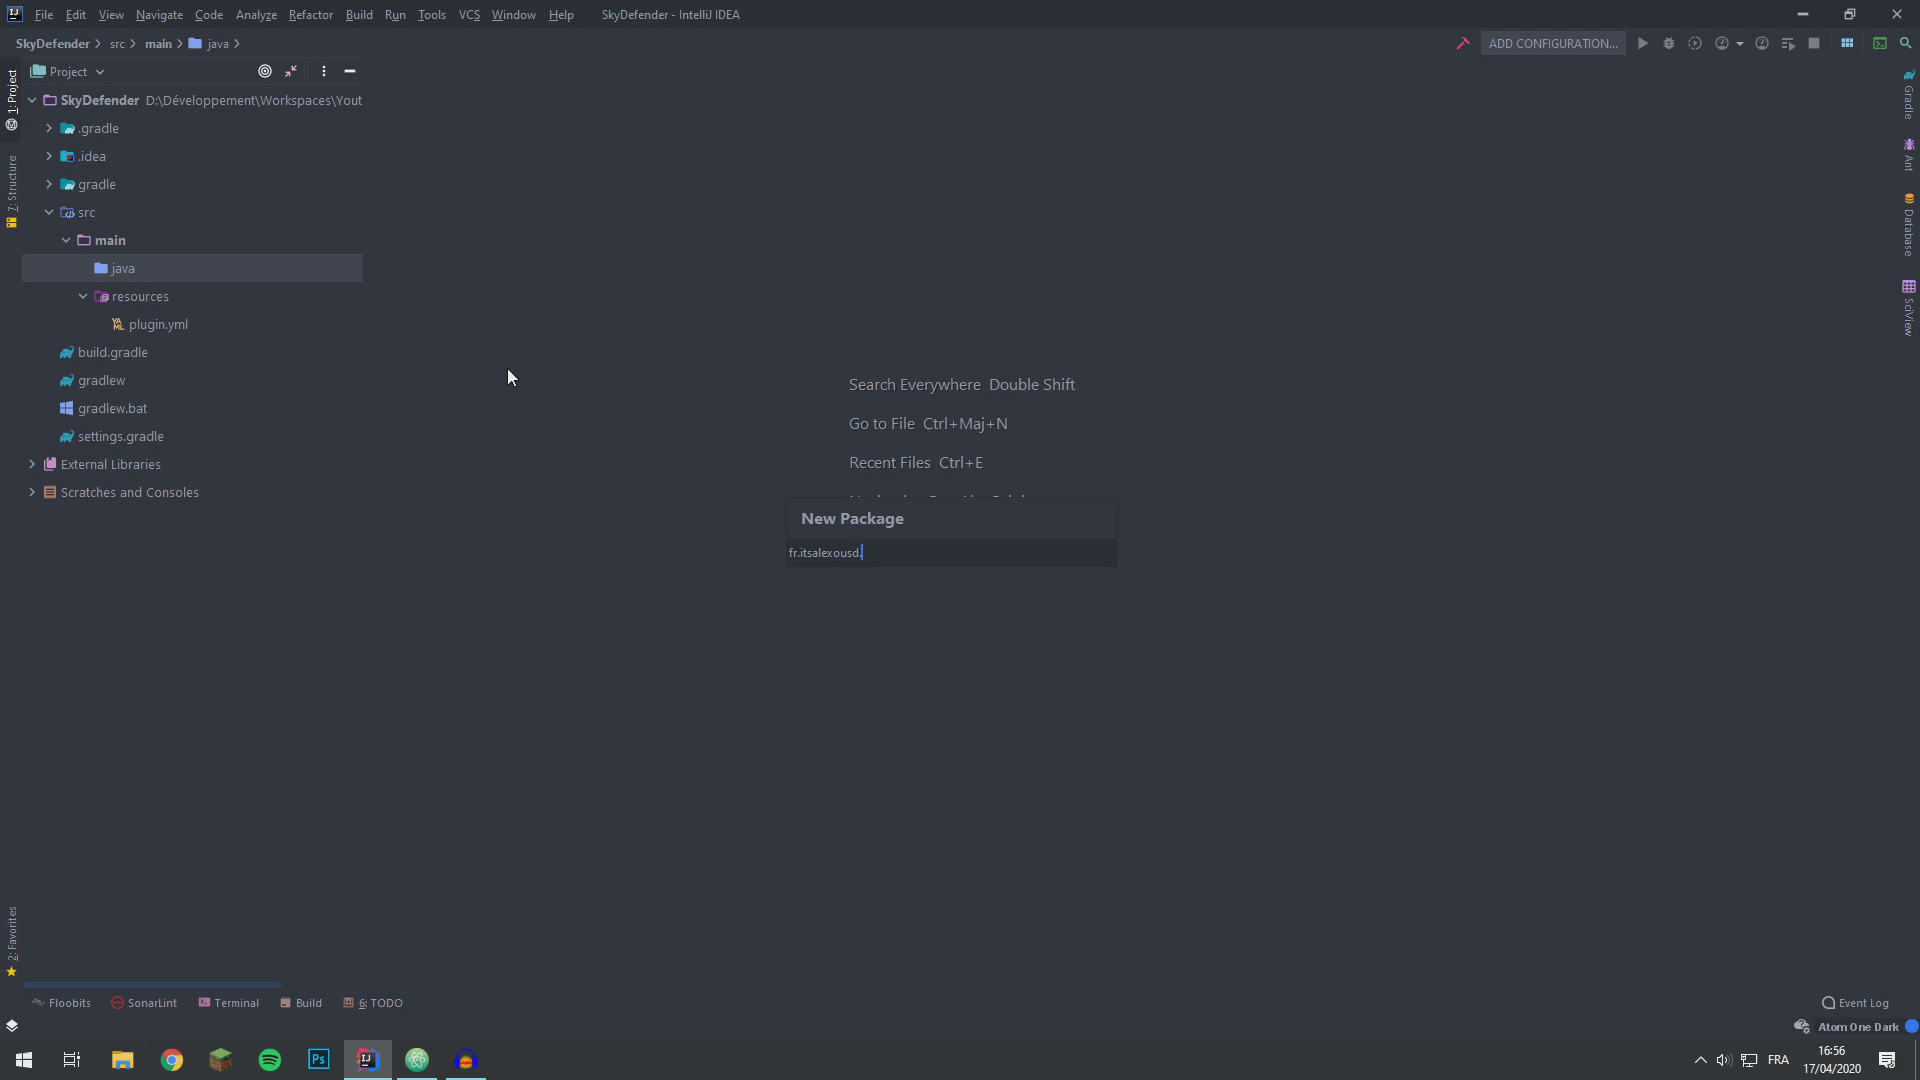 File Edit View Navigate Code Analyze Refactor Build Run Tools VCS Window Help SkyDefender - IntelliJ IDEA
SkyDefender src main java
ADD CONFIGURATION...
Project
1: Project
7: Structure
2: Favorites
SkyDefender D:\Développement\Workspaces\Yout
.gradle
.idea
gradle
src
main
java
resources
plugin.yml
build.gradle
gradlew
gradlew.bat
settings.gradle
External Libraries
Scratches and Consoles
Search Everywhere Double Shift
Go to File Ctrl+Maj+N
Recent Files Ctrl+E
New Package
fr.itsalexousd.
Gradle
Ant
Database
SciView
Floobits SonarLint Terminal Build 6: TODO
Event Log
Atom One Dark
FRA
16:56
17/04/2020